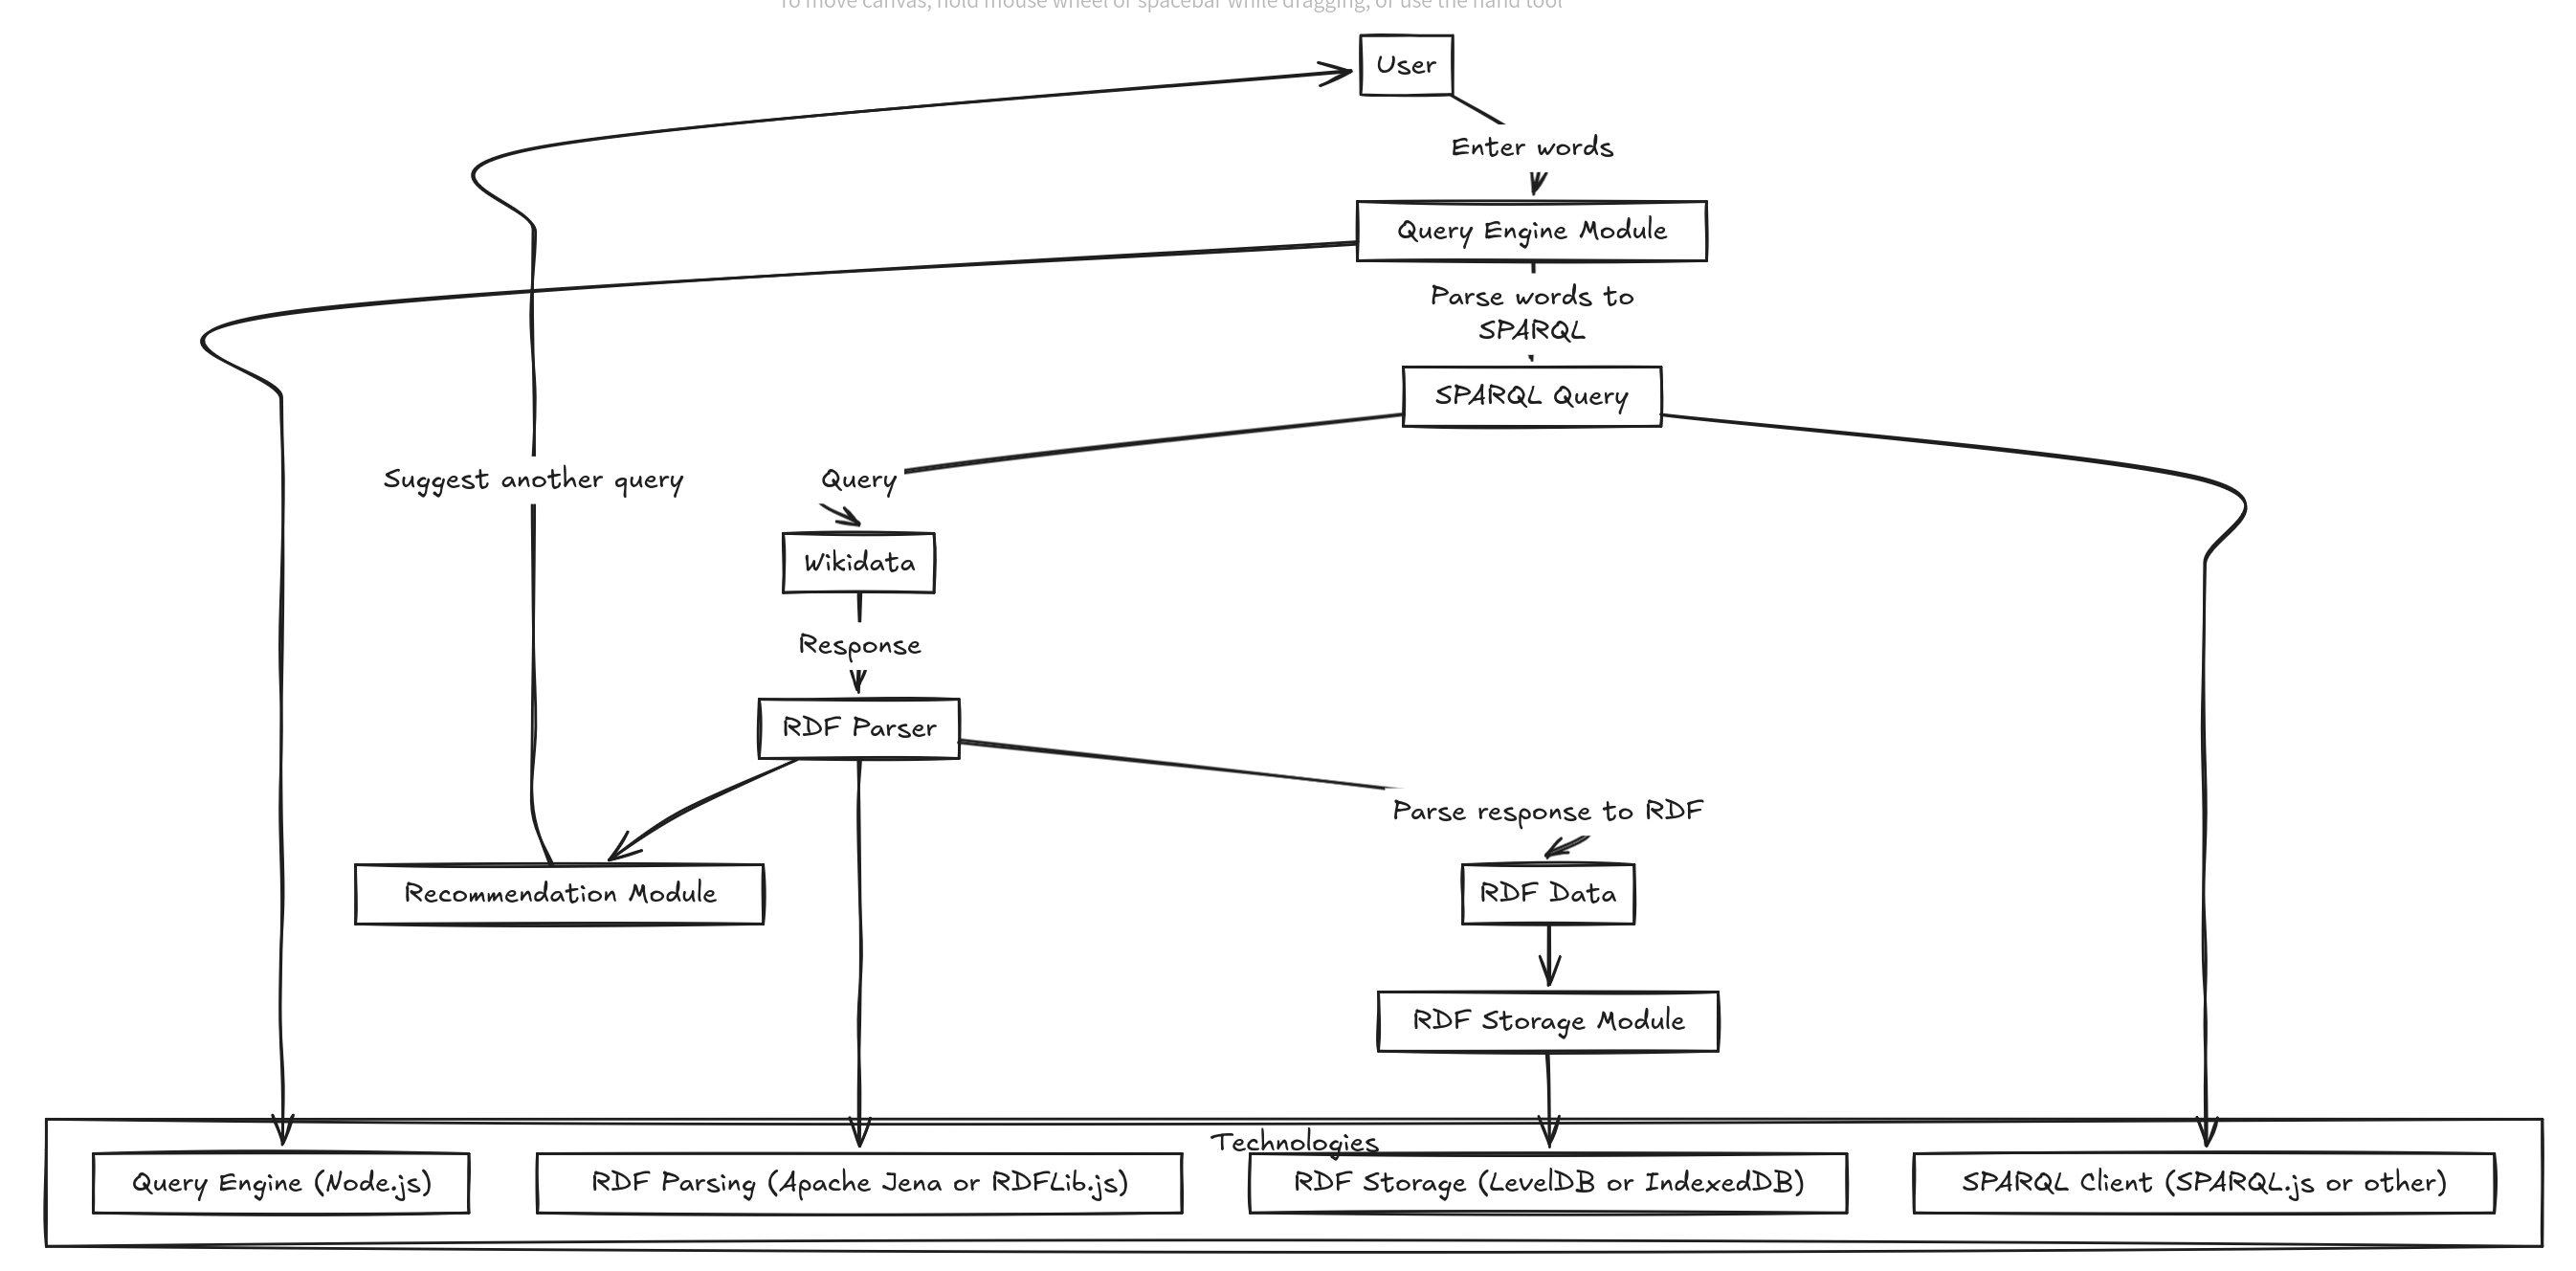 To move canvas, hold mouse wheel or spacebar while dragging, or use the hand tool
User
Enter words
Query Engine Module
Parse words to
SPARQL
SPARQL Query
Suggest another query
Query
Wikidata
Response
RDF Parser
Parse response to RDF
Recommendation Module
RDF Data
RDF Storage Module
Technologies
Query Engine (Node.js)
RDF Parsing (Apache Jena or RDFLib.js)
RDF Storage (LevelDB or IndexedDB)
SPARQL Client (SPARQL.js or other)